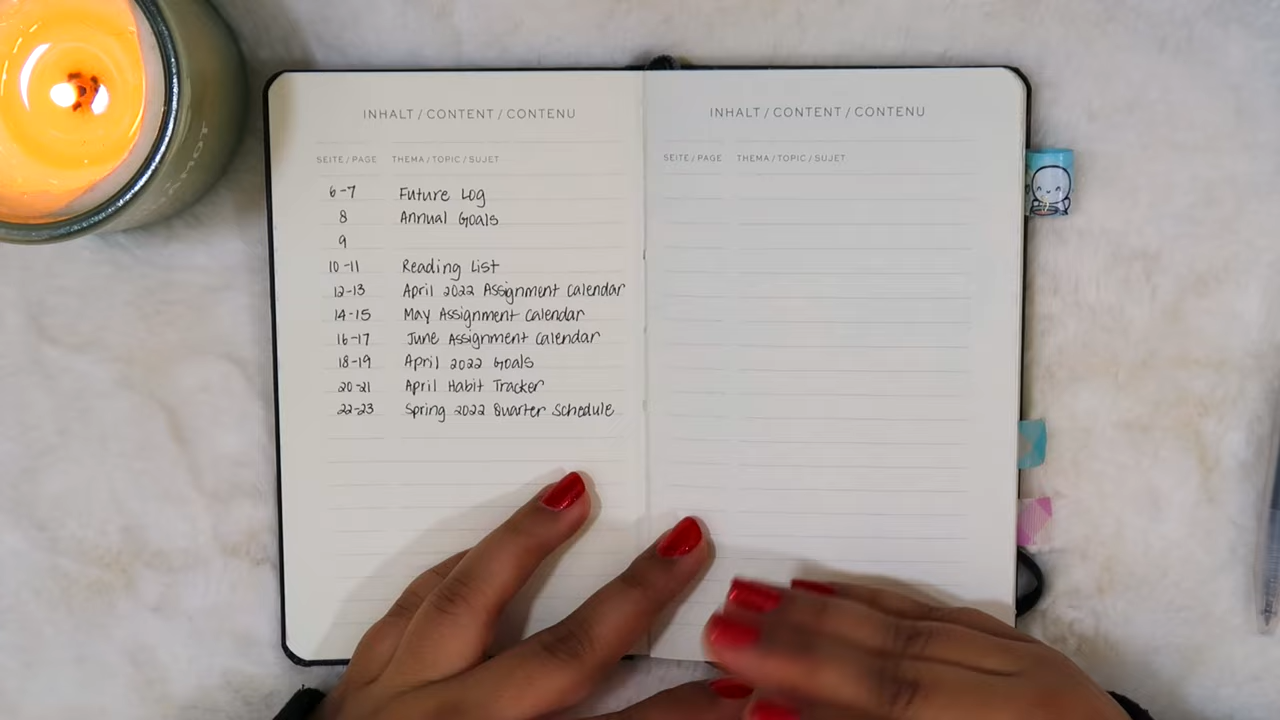 INHALT / CONTENT / CONTENU
SEITE / PAGE THEMA / TOPIC / SUJET
6-7 Future Log
8 Annual Goals
9
10-11 Reading List
12-13 April 2022 Assignment Calendar
14-15 May Assignment Calendar
16-17 June Assignment Calendar
18-19 April 2022 Goals
20-21 April Habit Tracker
22-23 Spring 2022 Quarter Schedule
INHALT / CONTENT / CONTENU
SEITE / PAGE THEMA / TOPIC / SUJET